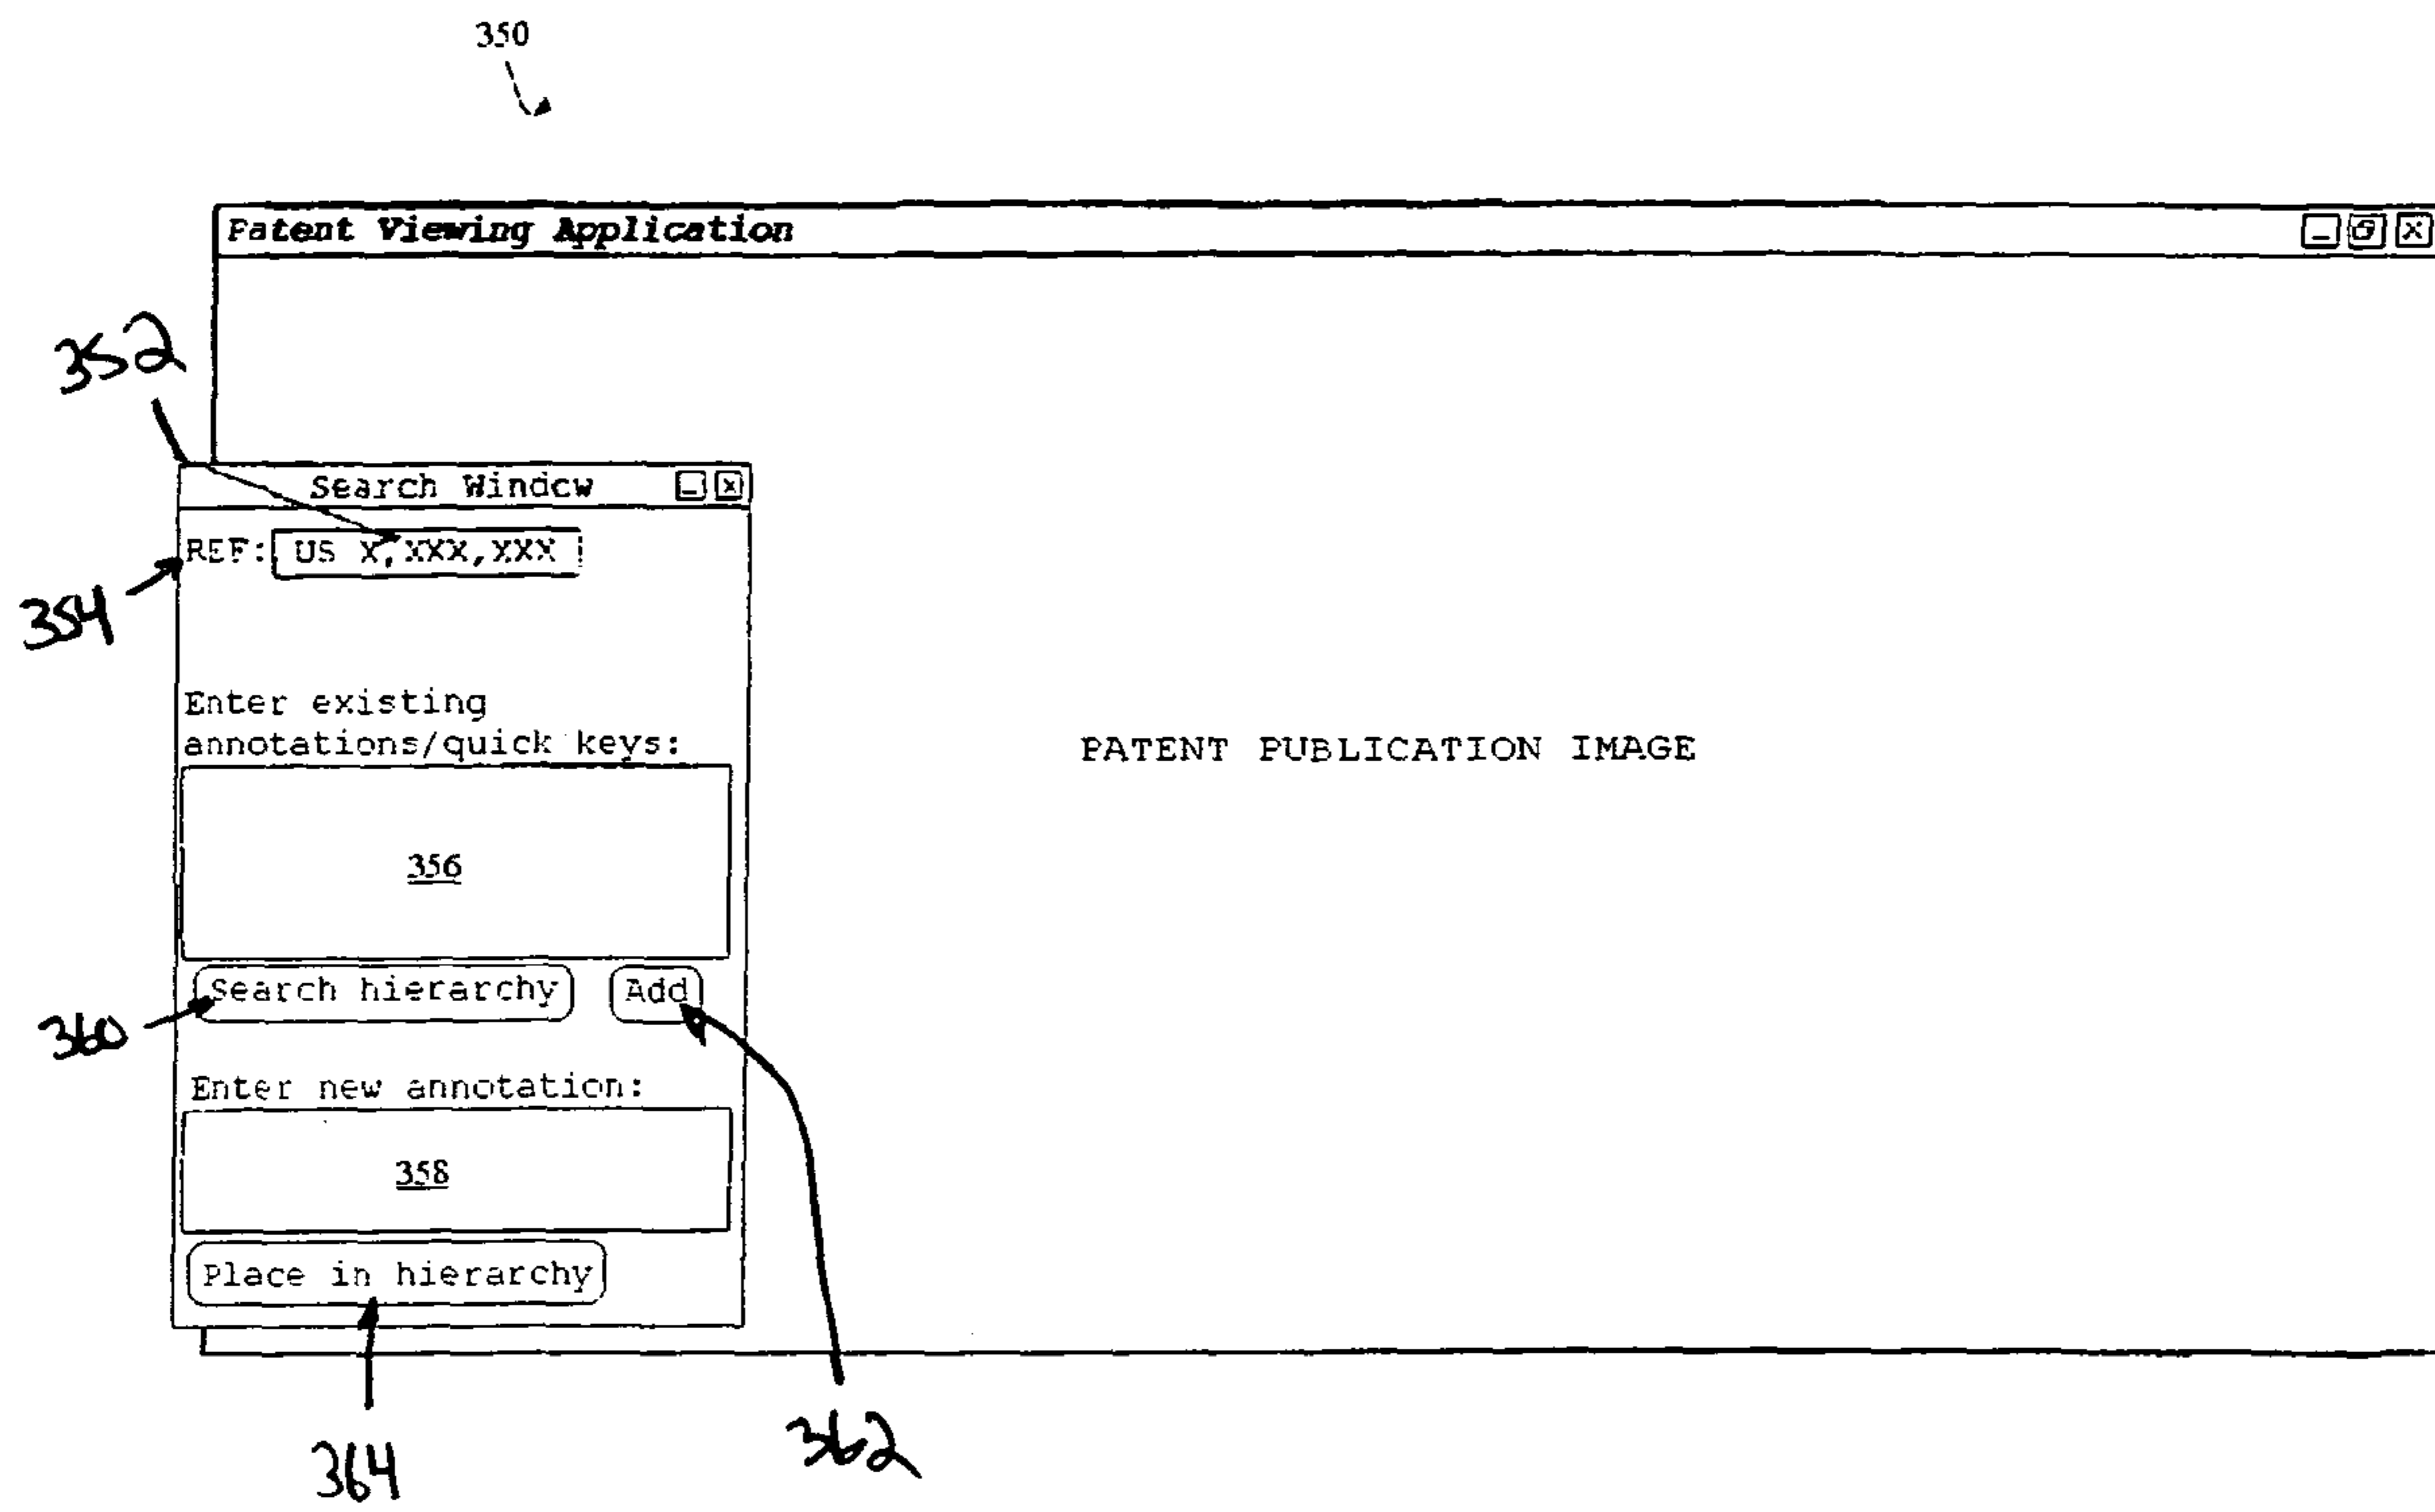 350
Patent Viewing Application
352
Search Window
REF: US X,XXX,XXX
354
Enter existing
annotations/quick keys:
PATENT PUBLICATION IMAGE
356
Search hierarchy Add
360
Enter new annotation:
358
Place in hierarchy
362
364